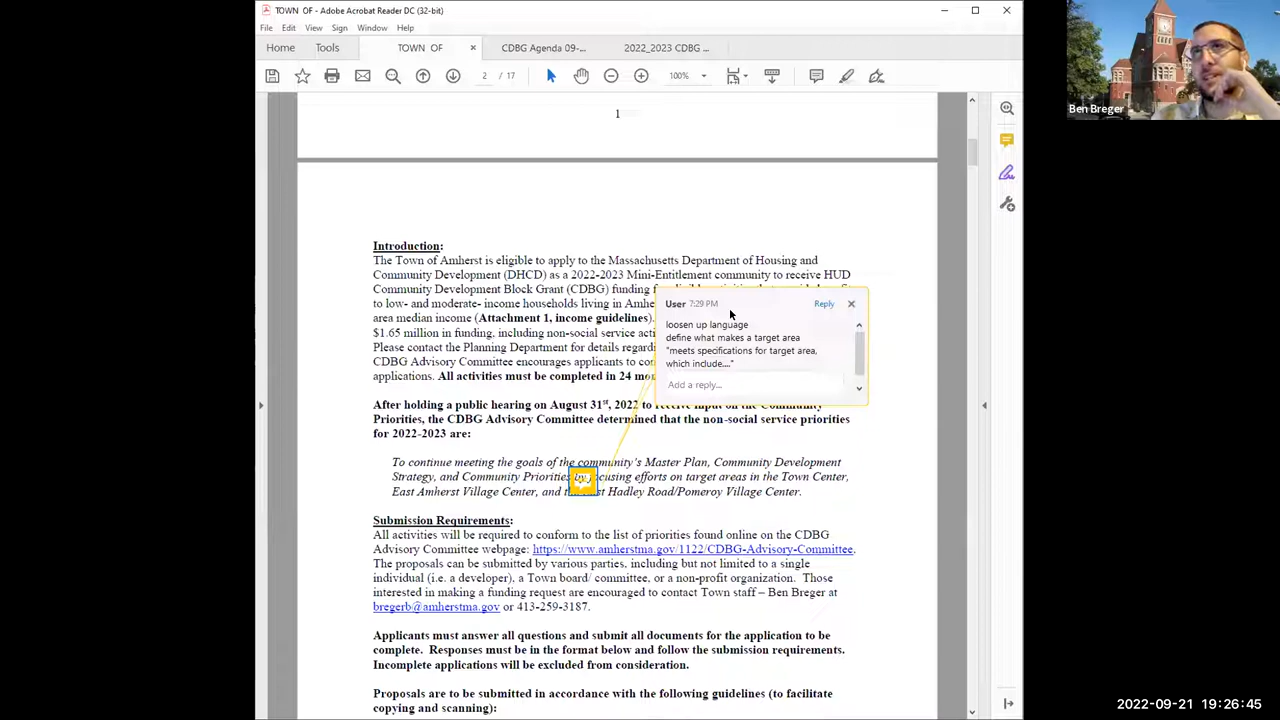 TOWN OF - Adobe Acrobat Reader DC (32-bit)
File Edit View Sign Window Help
Home Tools TOWN OF × CDBG Agenda 09-... 2022_2023 CDBG ...
2 / 17 100%
1
Introduction:
The Town of Amherst is eligible to apply to the Massachusetts Department of Housing and
Community Development (DHCD) as a 2022-2023 Mini-Entitlement community to receive HUD
Community Development Block Grant (CDBG) funding
to low- and moderate- income households living in
area median income (Attachment 1, income guidelines).
$1.65 million in funding, including non-social service
Please contact the Planning Department for details
CDBG Advisory Committee encourages applicants to
applications. All activities must be completed in 24
After holding a public hearing on August 31st, 2022 to receive input on the Community
Priorities, the CDBG Advisory Committee determined that the non-social service priorities
for 2022-2023 are:
To continue meeting the goals of the community's Master Plan, Community Development
Strategy, and Community Priorities by focusing efforts on target areas in the Town Center,
East Amherst Village Center, and Hadley Road/Pomeroy Village Center.
Submission Requirements:
All activities will be required to conform to the list of priorities found online on the CDBG
Advisory Committee webpage: https://www.amherstma.gov/1122/CDBG-Advisory-Committee.
The proposals can be submitted by various parties, including but not limited to a single
individual (i.e. a developer), a Town board/ committee, or a non-profit organization. Those
interested in making a funding request are encouraged to contact Town staff – Ben Breger at
bregerb@amherstma.gov or 413-259-3187.
Applicants must answer all questions and submit all documents for the application to be
complete. Responses must be in the format below and follow the submission requirements.
Incomplete applications will be excluded from consideration.
Proposals are to be submitted in accordance with the following guidelines (to facilitate
copying and scanning):
User 7:29 PM Reply
loosen up language
define what makes a target area
"meets specifications for target area,
which include...."
Add a reply...
Ben Breger
2022-09-21 19:26:45